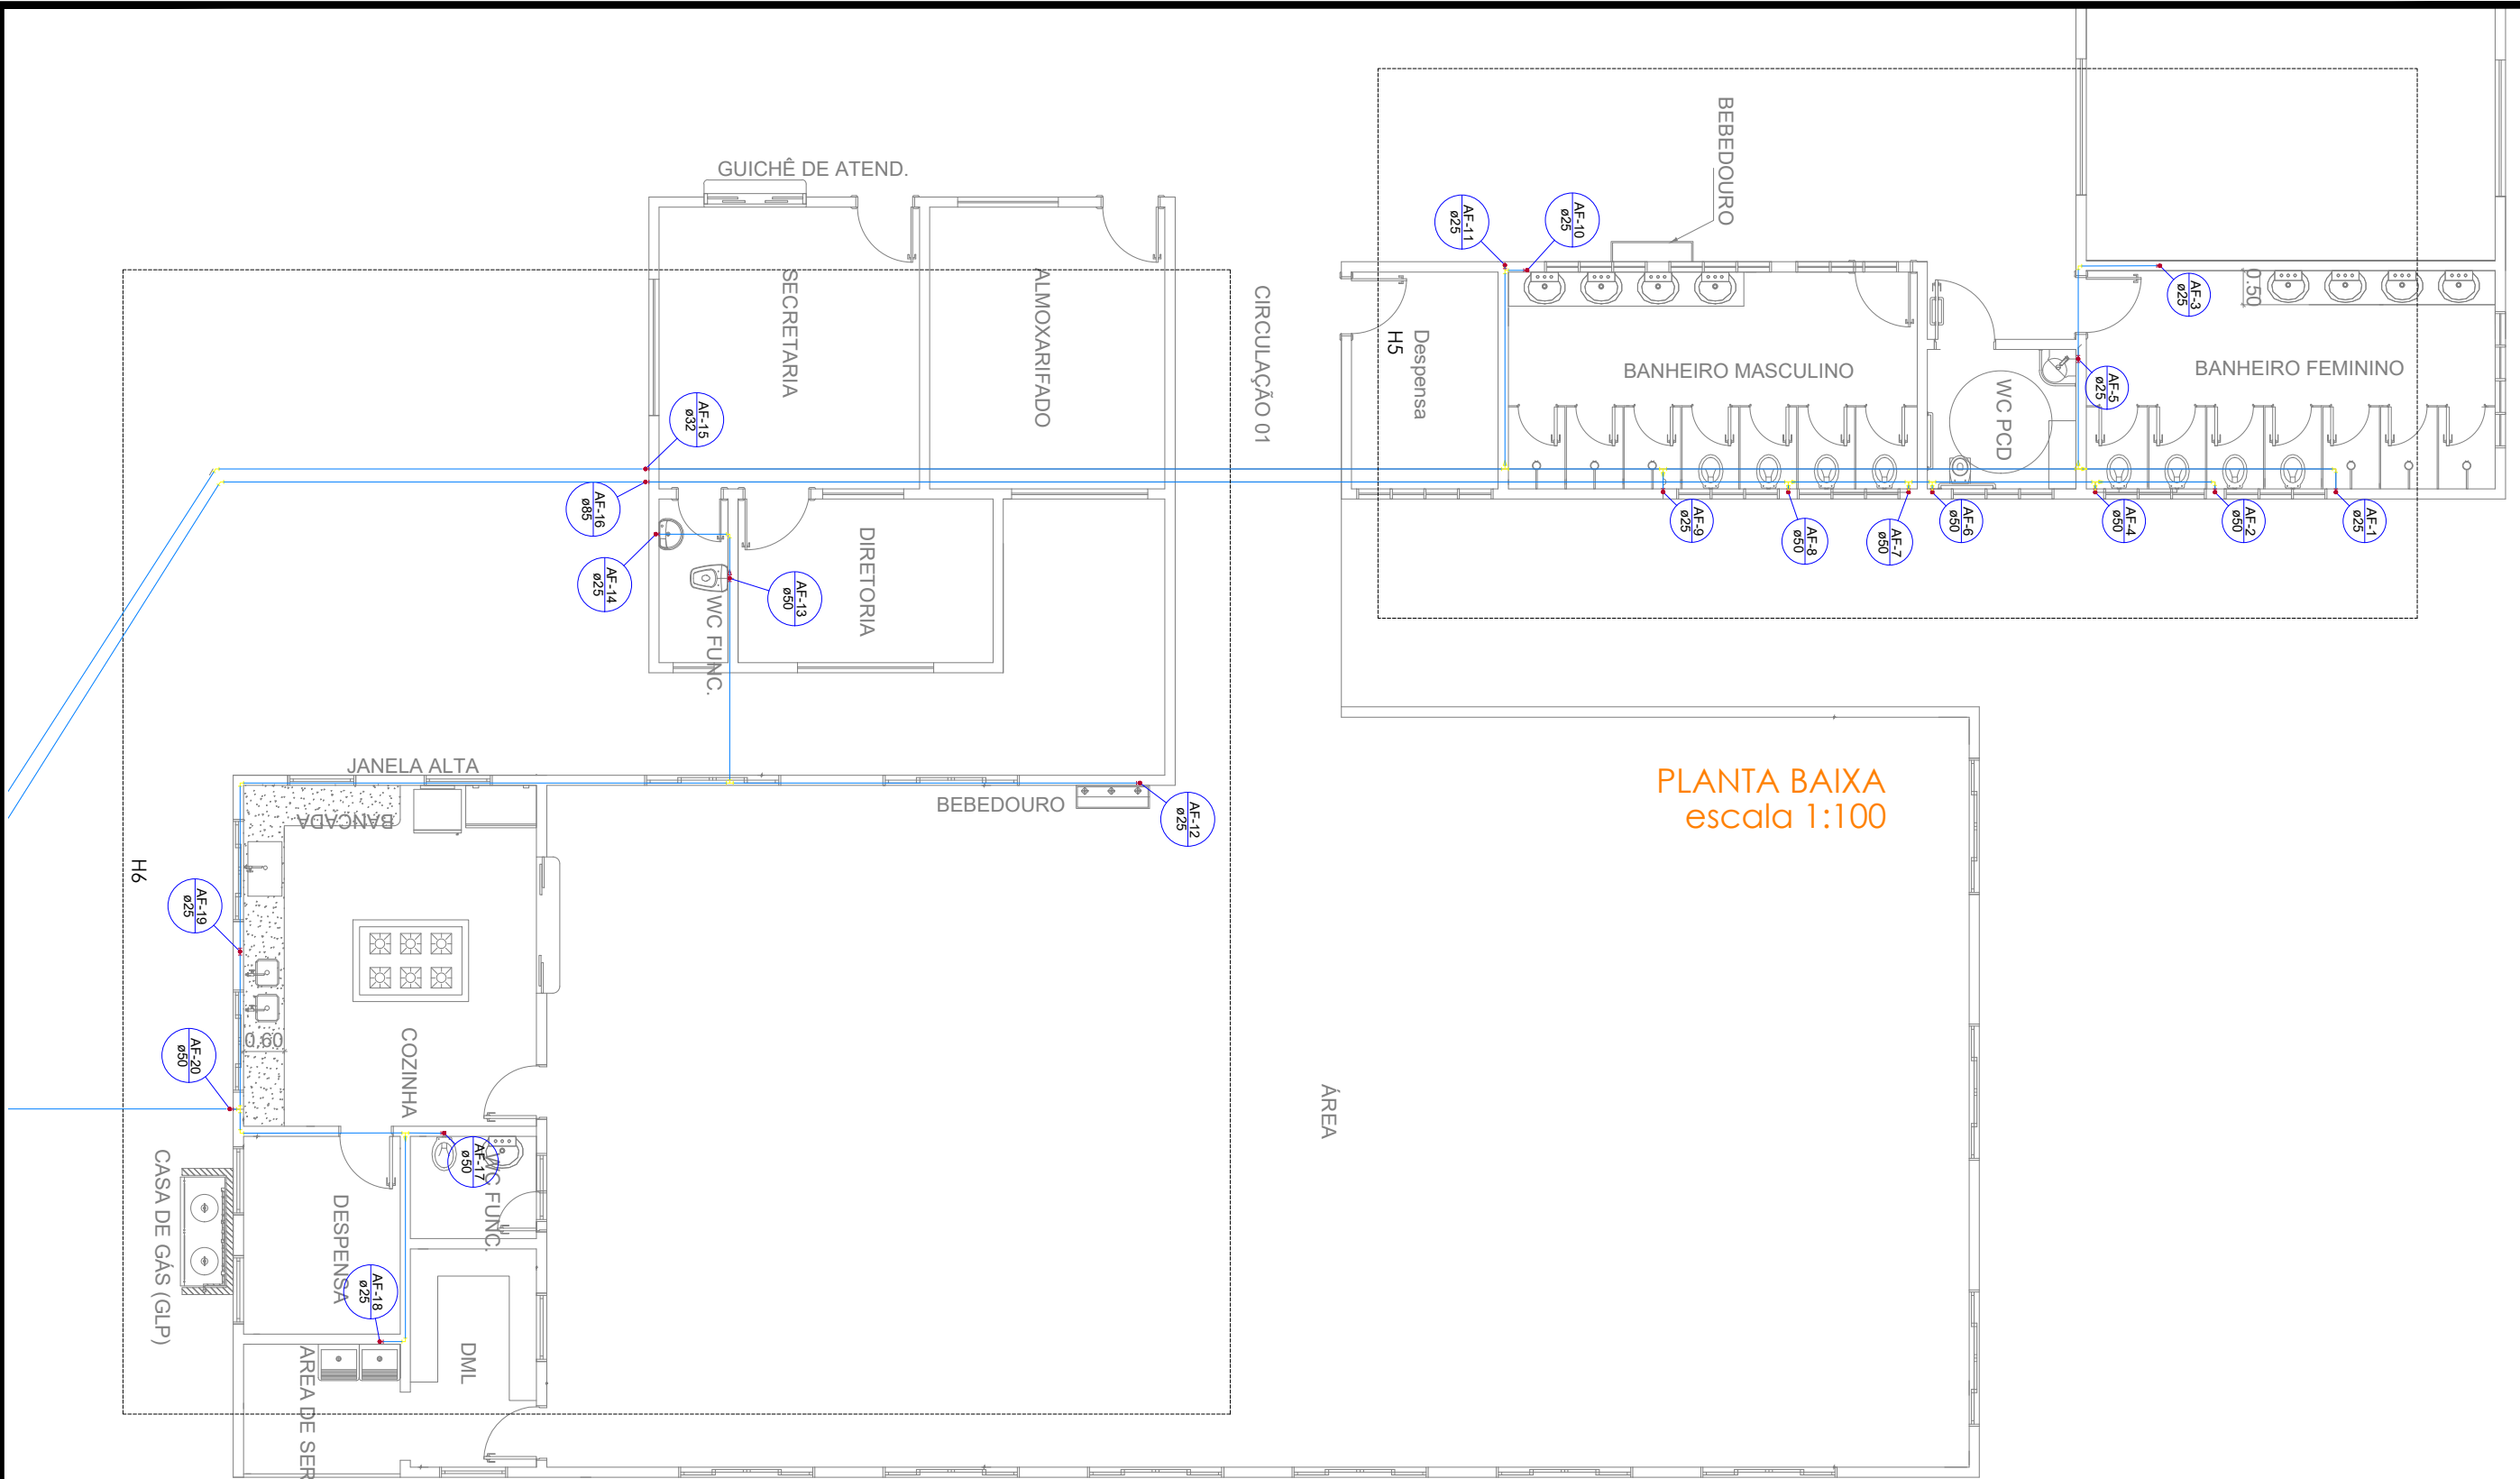 GUICHÊ DE ATEND.
SECRETARIA
ALMOXARIFADO
CIRCULAÇÃO 01
BEBEDOURO
AF-11
ø25
AF-10
ø25
Despensa
H5
BANHEIRO MASCULINO
WC PCD
BANHEIRO FEMININO
0.50
AF-3
ø25
AF-5
ø25
AF-15
ø32
AF-16
ø85
AF-14
ø25
AF-13
ø50
WC FUNC.
DIRETORIA
AF-9
ø25
AF-8
ø50
AF-7
ø50
AF-6
ø50
AF-4
ø50
AF-2
ø50
AF-1
ø25
JANELA ALTA
BANCADA
BEBEDOURO
AF-12
ø25
PLANTA BAIXA
escala 1:100
H6
AF-19
ø25
AF-20
ø50
0,60
COZINHA
ÁREA
CASA DE GÁS (GLP)
DESPENSA
AF-17
ø50
WC FUNC.
AF-18
ø25
DML
AREA DE SER